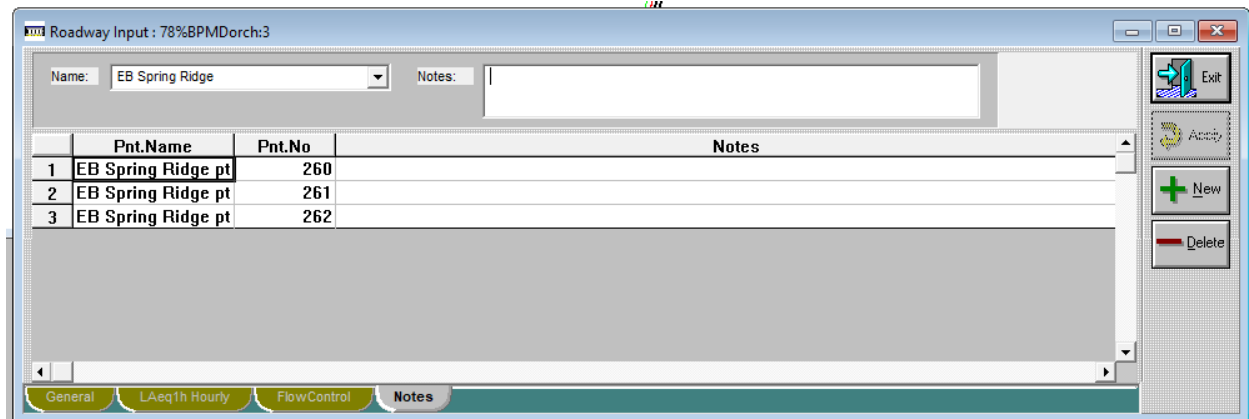 Roadway Input : 78%BPMDorch:3
Name: EB Spring Ridge Notes:
Exit
Pnt.Name Pnt.No Notes
Apply
1 EB Spring Ridge pt 260
2 EB Spring Ridge pt 261
3 EB Spring Ridge pt 262
New
Delete
General LAeq1h Hourly FlowControl Notes